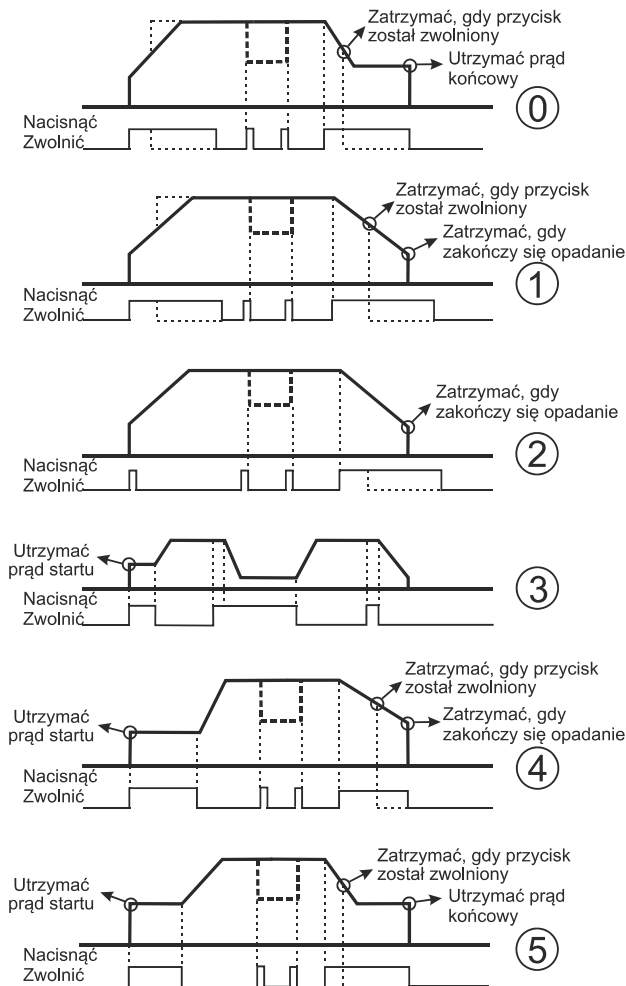 Zatrzymać, gdy przycisk
został zwolniony
Utrzymać prąd
końcowy
0
Nacisnąć
Zwolnić
Zatrzymać, gdy przycisk
został zwolniony
Zatrzymać, gdy
zakończy się opadanie
1
Nacisnąć
Zwolnić
Zatrzymać, gdy
zakończy się opadanie
2
Nacisnąć
Zwolnić
Utrzymać
prąd startu
3
Nacisnąć
Zwolnić
Zatrzymać, gdy przycisk
został zwolniony
Utrzymać
prąd startu
Zatrzymać, gdy
zakończy się opadanie
4
Nacisnąć
Zwolnić
Zatrzymać, gdy przycisk
został zwolniony
Utrzymać
prąd startu
Utrzymać prąd
końcowy
5
Nacisnąć
Zwolnić